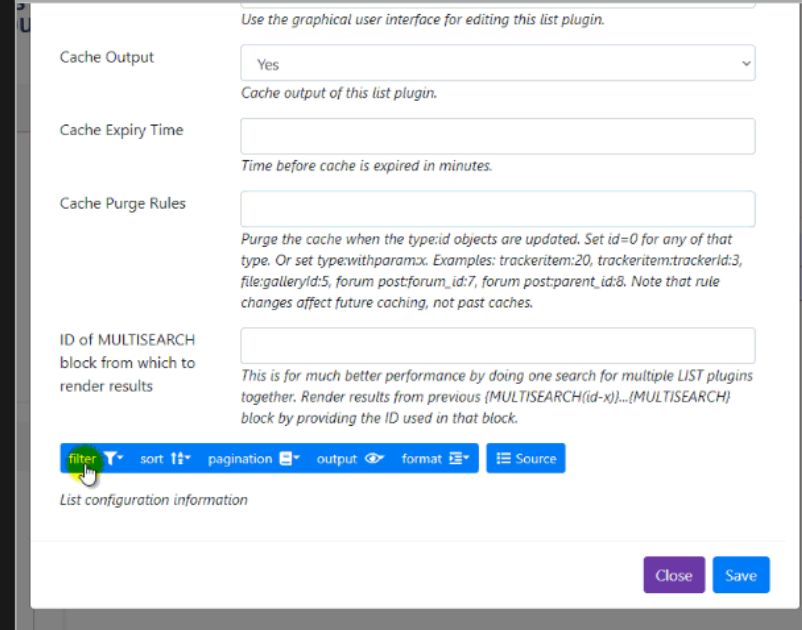 Use the graphical user interface for editing this list plugin.
Cache Output
Yes
Cache output of this list plugin.
Cache Expiry Time
Time before cache is expired in minutes.
Cache Purge Rules
Purge the cache when the type:id objects are updated. Set id=0 for any of that
type. Or set type:withparam:x. Examples: trackeritem:20, trackeritem:trackerId:3,
file:galleryId:5, forum post:forum_id:7, forum post:parent_id:8. Note that rule
changes affect future caching, not past caches.
ID of MULTISEARCH
block from which to
render results
This is for much better performance by doing one search for multiple LIST plugins
together. Render results from previous {MULTISEARCH(id-x)}...{MULTISEARCH}
block by providing the ID used in that block.
filter sort pagination output format Source
List configuration information
Close Save